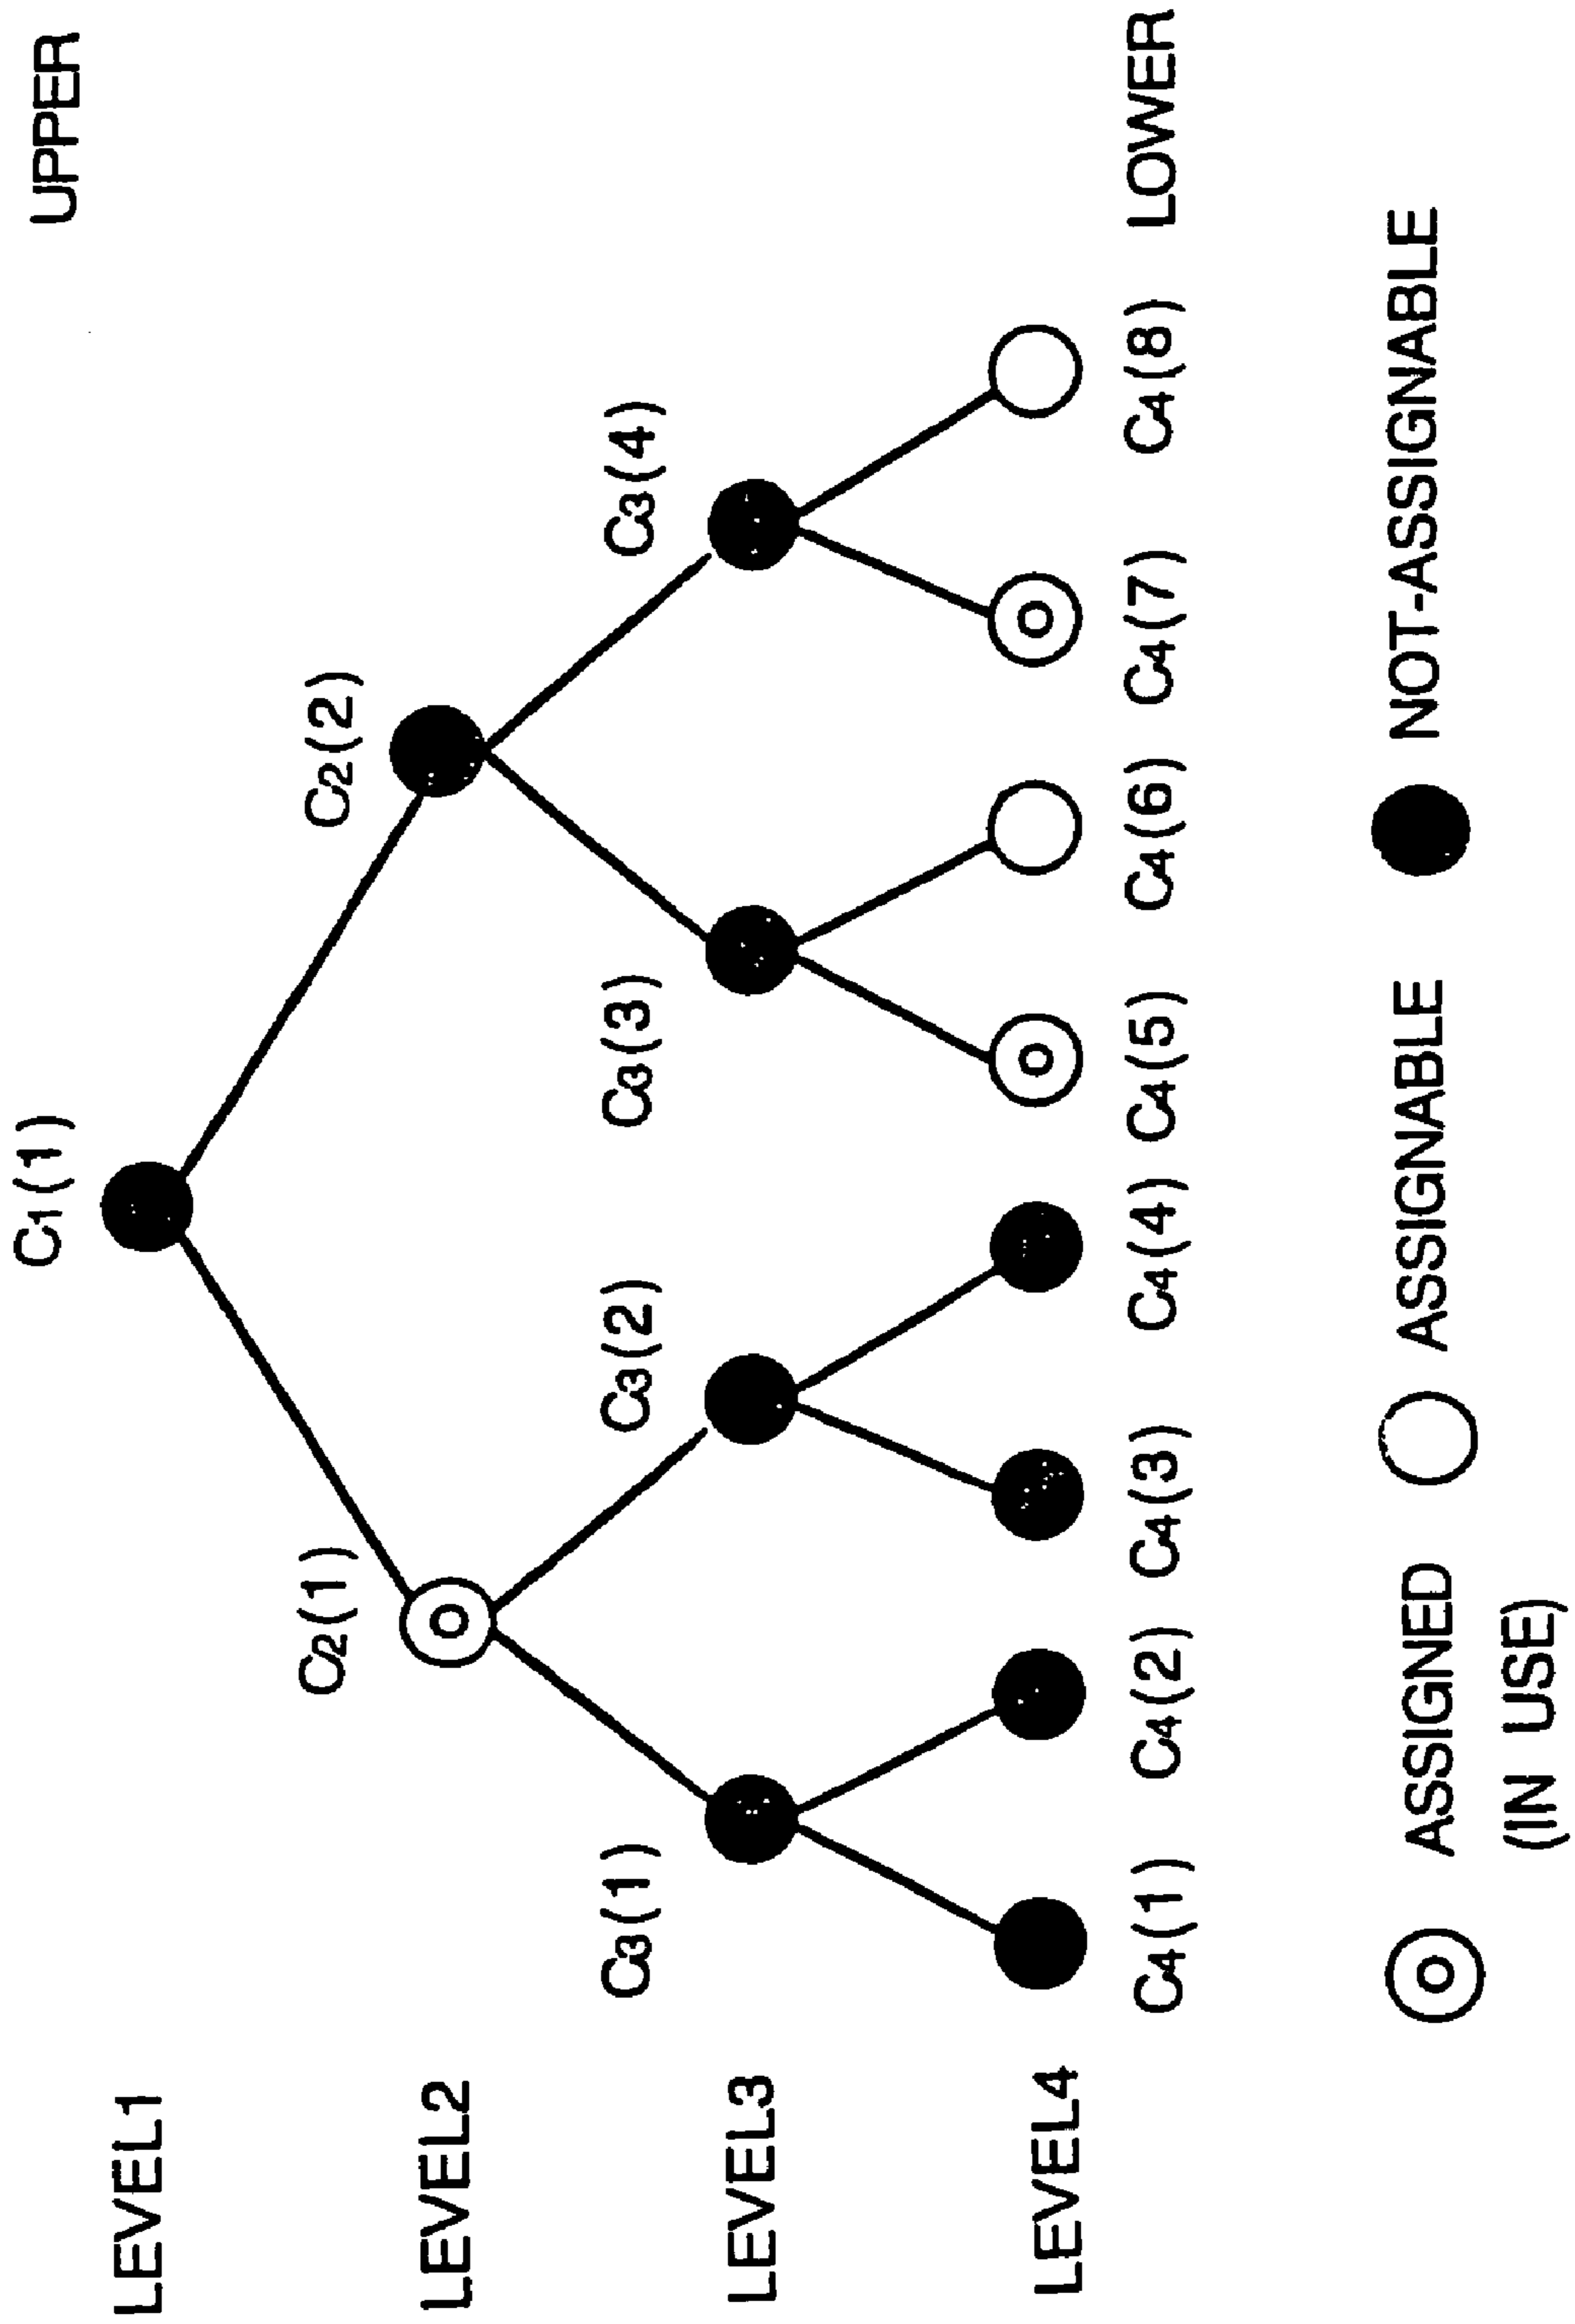 UPPER
C1(1)
LEVEL1
C2(1) C2(2)
LEVEL2
C3(1) C3(2) C3(3) C3(4)
LEVEL3
LEVEL4
C4(1) C4(2) C4(3) C4(4) C4(5) C4(6) C4(7) C4(8) LOWER
ASSIGNED ASSIGNABLE NOT-ASSIGNABLE
(IN USE)